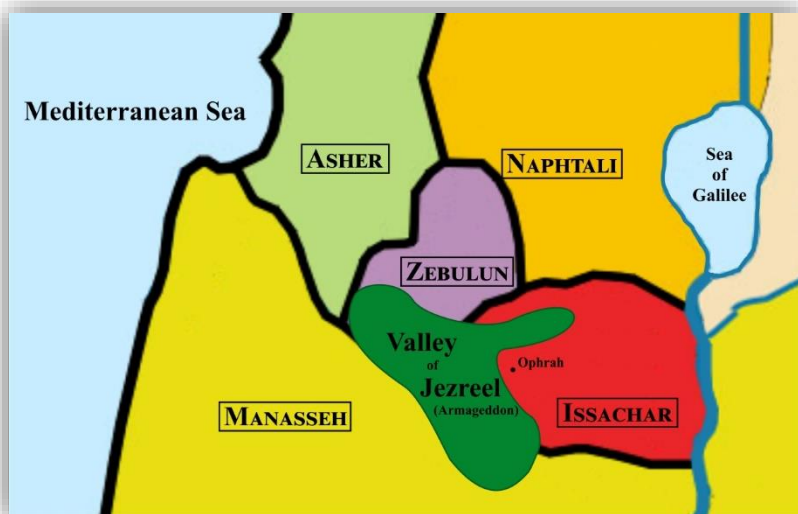 Mediterranean Sea
ASHER
NAPHTALI
Sea
of
Galilee
ZEBULUN
Valley
of
Jezreel
(Armageddon)
Ophrah
MANASSEH
ISSACHAR